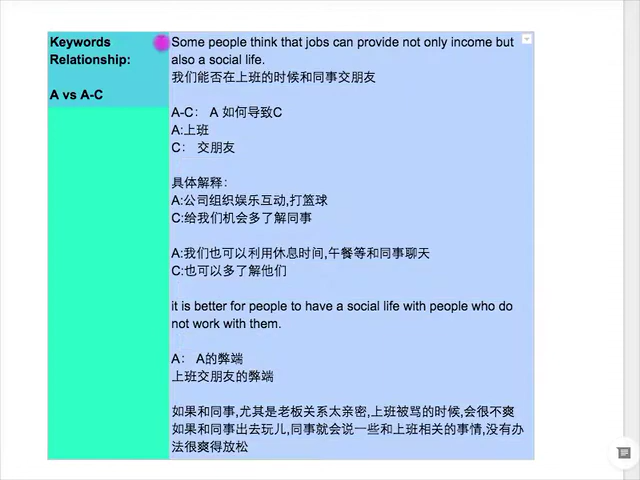 Keywords
Relationship:
A vs A-C
Some people think that jobs can provide not only income but
also a social life.
我们能否在上班的时候和同事交朋友
A-C： A 如何导致C
A:上班
C： 交朋友
具体解释：
A:公司组织娱乐互动,打篮球
C:给我们机会多了解同事
A:我们也可以利用休息时间,午餐等和同事聊天
C:也可以多了解他们
it is better for people to have a social life with people who do
not work with them.
A： A的弊端
上班交朋友的弊端
如果和同事,尤其是老板关系太亲密,上班被骂的时候,会很不爽
如果和同事出去玩儿,同事就会说一些和上班相关的事情,没有办
法很爽得放松